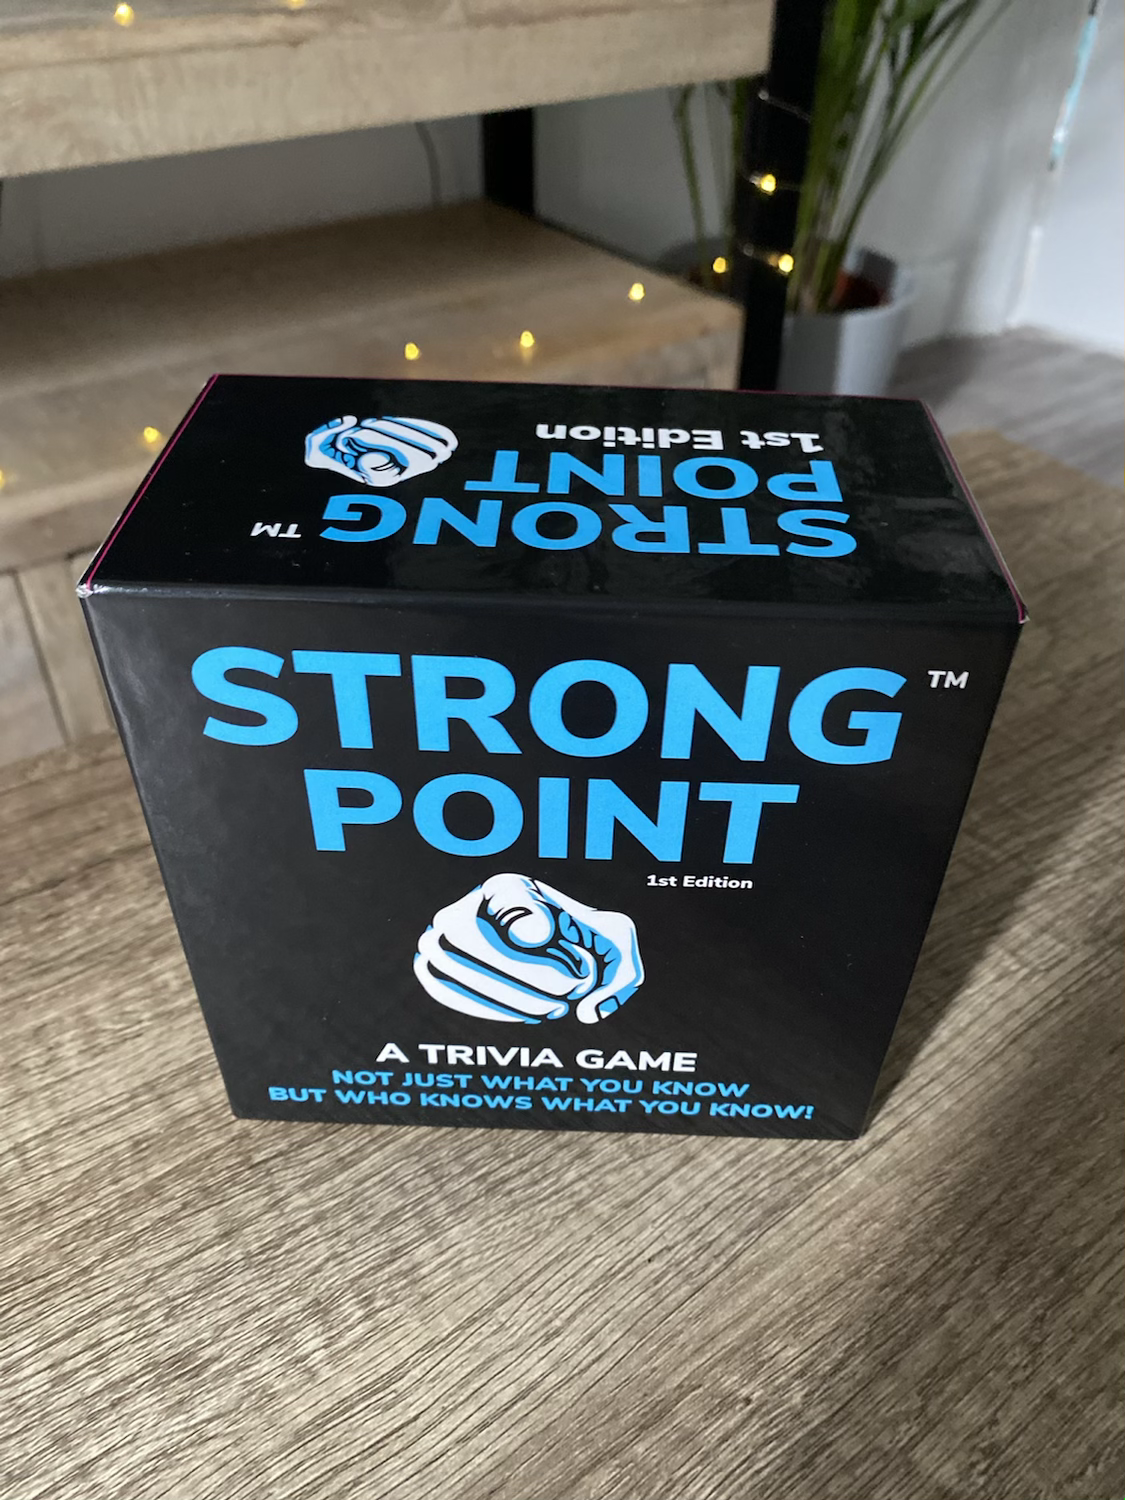 STRONG ™
POINT
1st Edition
STRONG ™
POINT
1st Edition
A TRIVIA GAME
NOT JUST WHAT YOU KNOW
BUT WHO KNOWS WHAT YOU KNOW!